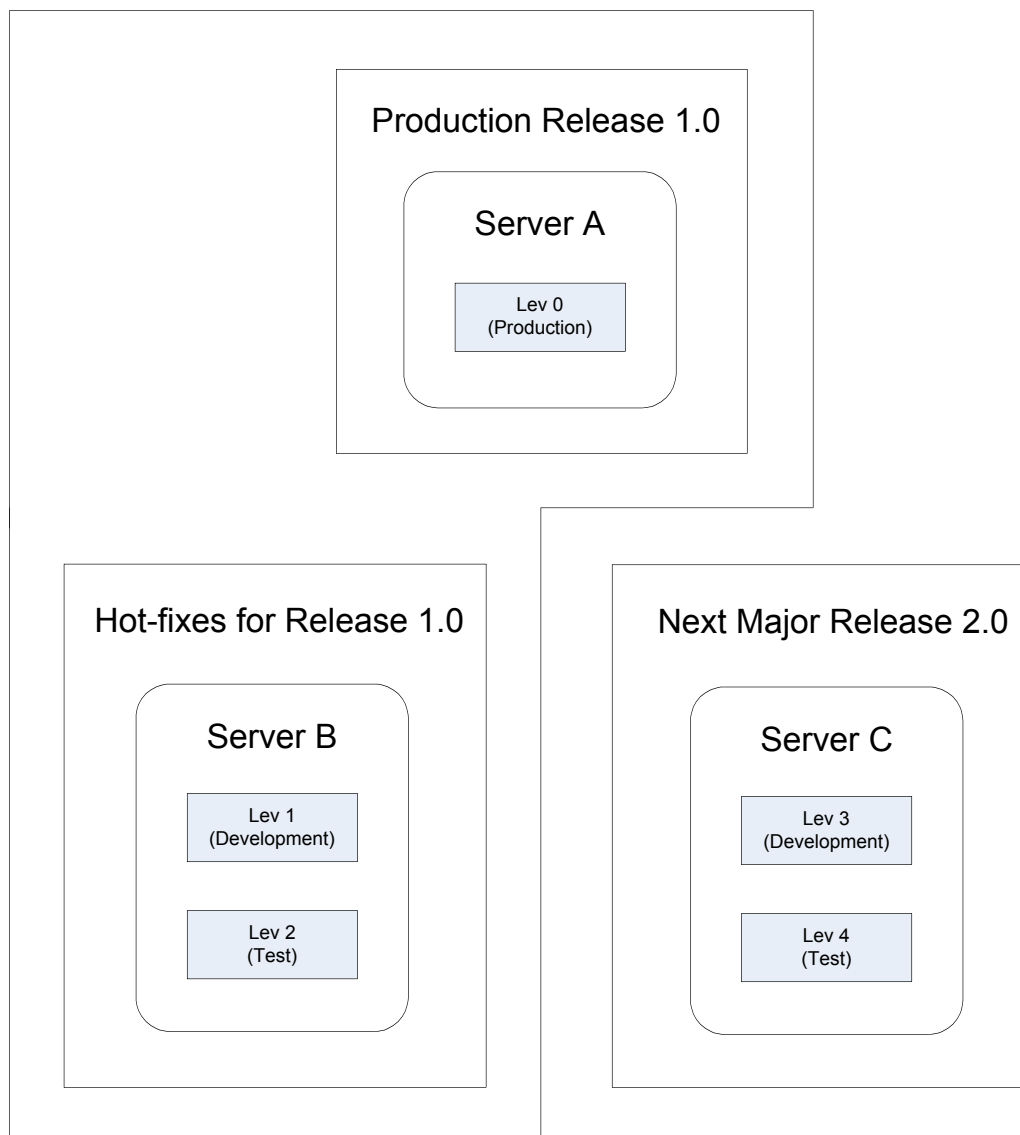 Production Release 1.0
Server A
Lev 0
(Production)
Hot-fixes for Release 1.0
Server B
Lev 1
(Development)
Lev 2
(Test)
Next Major Release 2.0
Server C
Lev 3
(Development)
Lev 4
(Test)